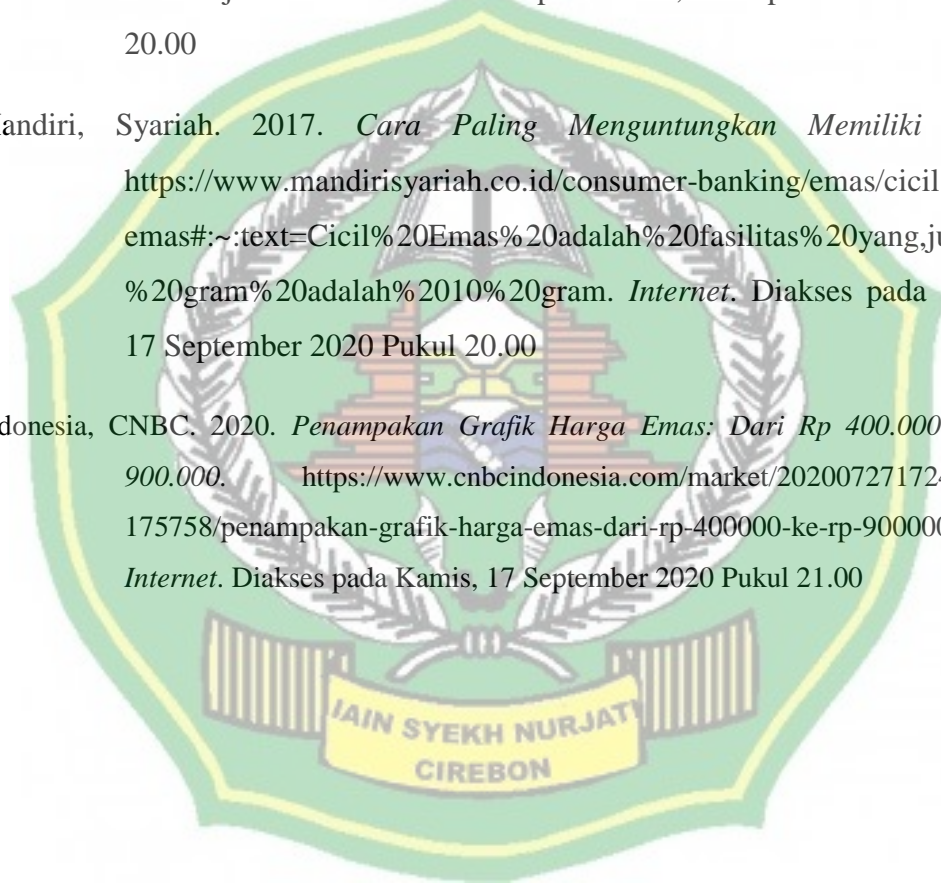 20.00
Syariah. 2017. Cara Paling Menguntungkan Memiliki
https://www.mandirisyariah.co.id/consumer-banking/emas/cicil
emas#:~:text=Cicil%20Emas%20adalah%20fasilitas%20yang,ju
%20gram%20adalah%2010%20gram. Internet. Diakses pada
17 September 2020 Pukul 20.00
CNBC. 2020. Penampakan Grafik Harga Emas: Dari Rp 400.000
900.000. https://www.cnbcindonesia.com/market/202007271724
175758/penampakan-grafik-harga-emas-dari-rp-400000-ke-rp-900000
Internet. Diakses pada Kamis, 17 September 2020 Pukul 21.00
IAIN SYEKH NURJATI
CIREBON